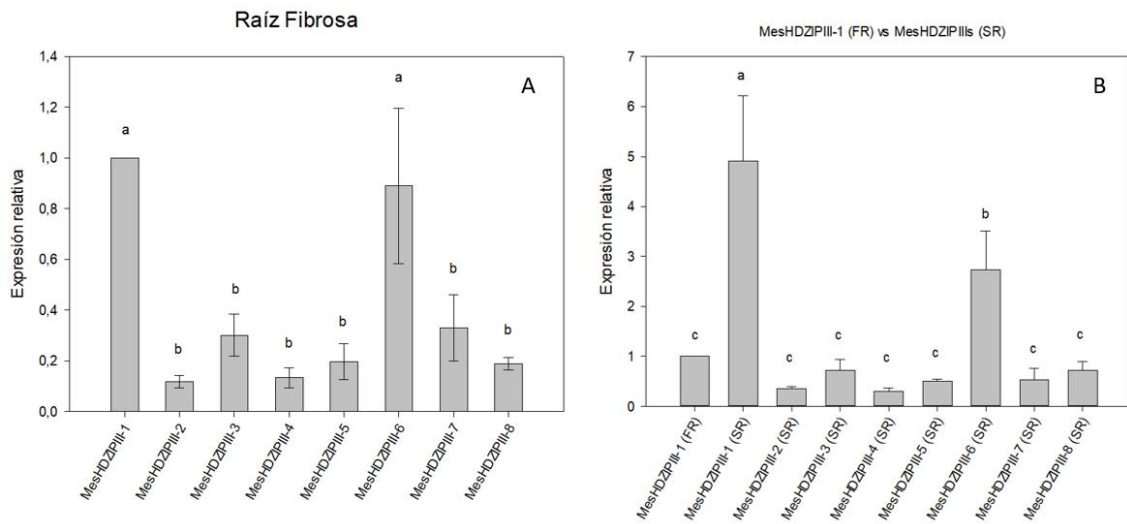 Raíz Fibrosa
A
Expresión relativa
1,4
1,2
1,0
0,8
0,6
0,4
0,2
0,0
a
b
b
b
b
a
b
b
MesHDZIPIII-1
MesHDZIPIII-2
MesHDZIPIII-3
MesHDZIPIII-4
MesHDZIPIII-5
MesHDZIPIII-6
MesHDZIPIII-7
MesHDZIPIII-8
MesHDZIPIII-1 (FR) vs MesHDZIPIIIs (SR)
B
Expresión relativa
7
6
5
4
3
2
1
0
c
a
c
c
c
c
b
c
c
MesHDZIPIII-1 (FR)
MesHDZIPIII-1 (SR)
MesHDZIPIII-2 (SR)
MesHDZIPIII-3 (SR)
MesHDZIPIII-4 (SR)
MesHDZIPIII-5 (SR)
MesHDZIPIII-6 (SR)
MesHDZIPIII-7 (SR)
MesHDZIPIII-8 (SR)